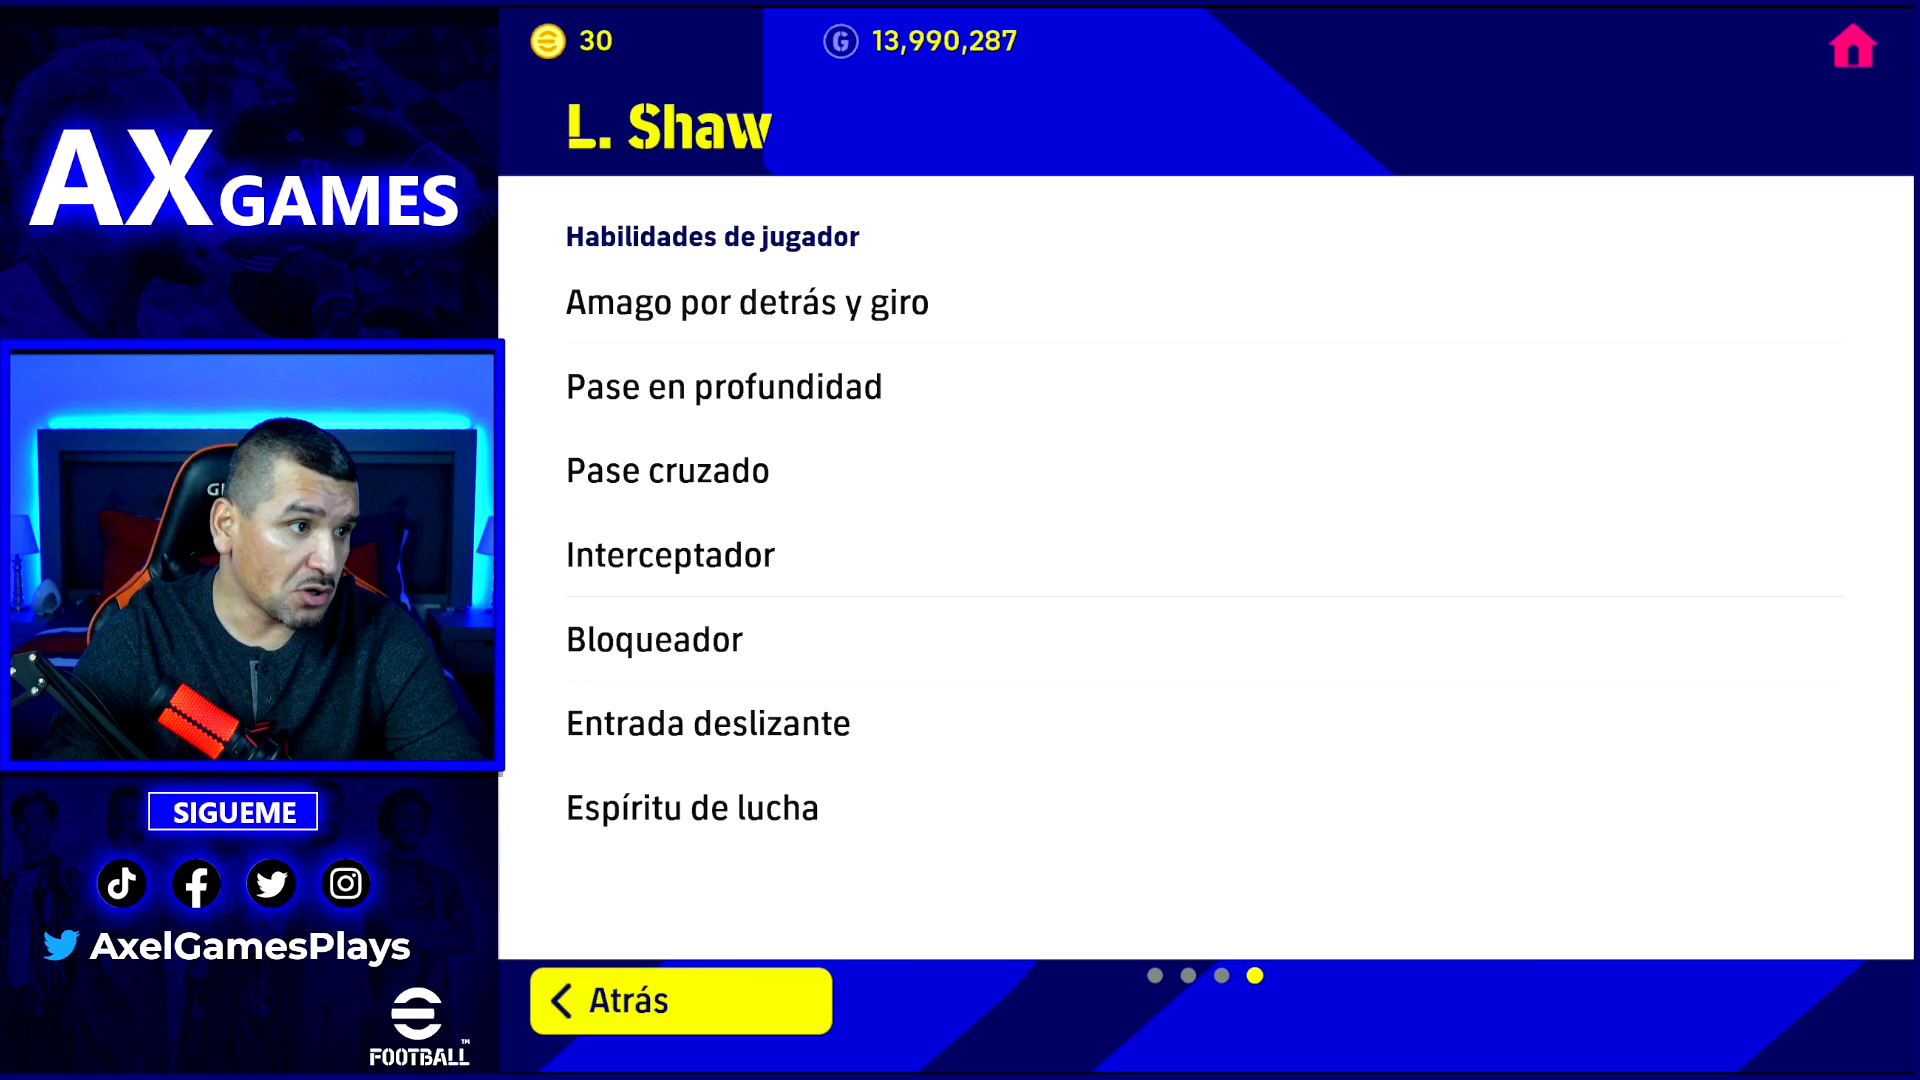 AX GAMES
SIGUEME
AxelGamesPlays
FOOTBALL™
30
13,990,287
L. Shaw
Habilidades de jugador
Amago por detrás y giro
Pase en profundidad
Pase cruzado
Interceptador
Bloqueador
Entrada deslizante
Espíritu de lucha
Atrás